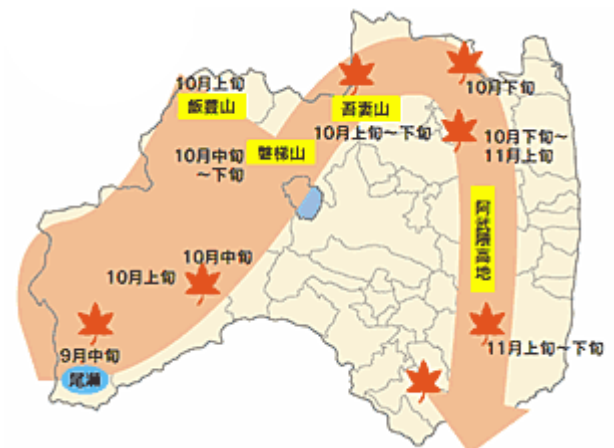 10月上旬
飯豊山
吾妻山
10月上旬～下旬
10月下旬
10月下旬～
11月上旬
磐梯山
10月中旬
～下旬
阿武隈高地
10月中旬
10月上旬
9月中旬
尾瀬
11月上旬～下旬